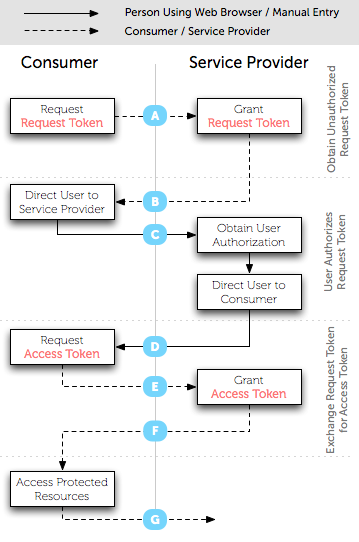 Person Using Web Browser / Manual Entry
Consumer / Service Provider
Consumer
Service Provider
Request
Request Token
A
Grant
Request Token
Obtain Unauthorized
Request Token
Direct User to
Service Provider
B
C
Obtain User
Authorization
User Authorizes
Request Token
Direct User to
Consumer
Request
Access Token
D
E
Grant
Access Token
Exchange Request Token
for Access Token
F
Access Protected
Resources
G